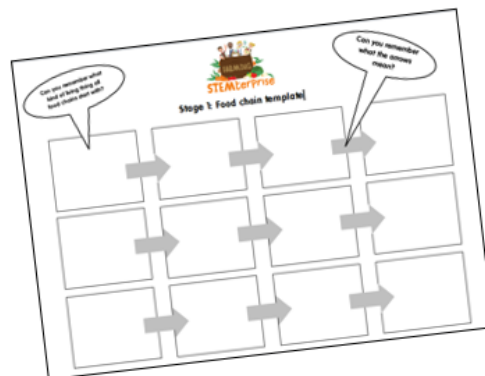 Can you remember what
kind of living thing all
food chains start with?
Can you remember
what the arrows
mean?
FARMING
STEMterprise
Stage 1: Food chain template